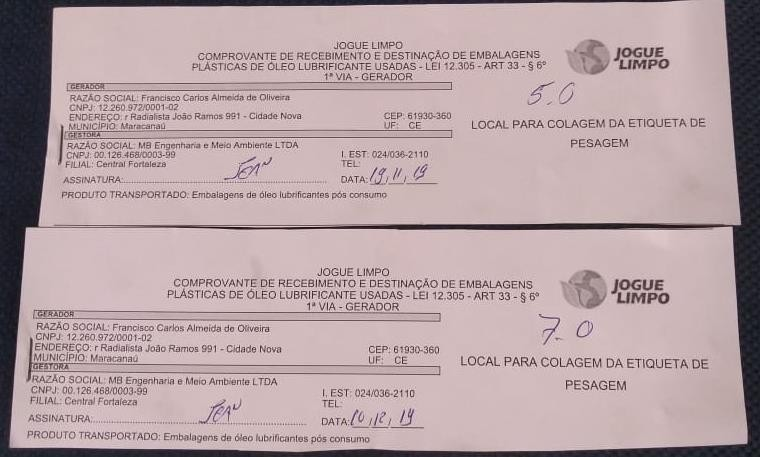 JOGUE LIMPO
COMPROVANTE DE RECEBIMENTO E DESTINAÇÃO DE EMBALAGENS
PLÁSTICAS DE ÓLEO LUBRIFICANTE USADAS - LEI 12.305 - ART 33 - § 6º
1ª VIA - GERADOR
JOGUE
LIMPO
GERADOR
RAZÃO SOCIAL: Francisco Carlos Almeida de Oliveira
CNPJ: 12.260.972/0001-02
ENDEREÇO: r Radialista João Ramos 991 - Cidade Nova CEP: 61930-360
MUNICÍPIO: Maracanaú UF: CE
5.0
LOCAL PARA COLAGEM DA ETIQUETA DE
PESAGEM
GESTORA
RAZÃO SOCIAL: MB Engenharia e Meio Ambiente LTDA
CNPJ: 00.126.468/0003-99 I. EST: 024/036-2110
FILIAL: Central Fortaleza TEL:
ASSINATURA: JEAN DATA: 19, 11, 19
PRODUTO TRANSPORTADO: Embalagens de óleo lubrificantes pós consumo
JOGUE LIMPO
COMPROVANTE DE RECEBIMENTO E DESTINAÇÃO DE EMBALAGENS
PLÁSTICAS DE ÓLEO LUBRIFICANTE USADAS - LEI 12.305 - ART 33 - § 6º
1ª VIA - GERADOR
JOGUE
LIMPO
GERADOR
RAZÃO SOCIAL: Francisco Carlos Almeida de Oliveira
CNPJ: 12.260.972/0001-02
ENDEREÇO: r Radialista João Ramos 991 - Cidade Nova CEP: 61930-360
MUNICÍPIO: Maracanaú UF: CE
7.0
LOCAL PARA COLAGEM DA ETIQUETA DE
PESAGEM
GESTORA
RAZÃO SOCIAL: MB Engenharia e Meio Ambiente LTDA
CNPJ: 00.126.468/0003-99 I. EST: 024/036-2110
FILIAL: Central Fortaleza TEL:
ASSINATURA: JEAN DATA: 10, 12, 19
PRODUTO TRANSPORTADO: Embalagens de óleo lubrificantes pós consumo